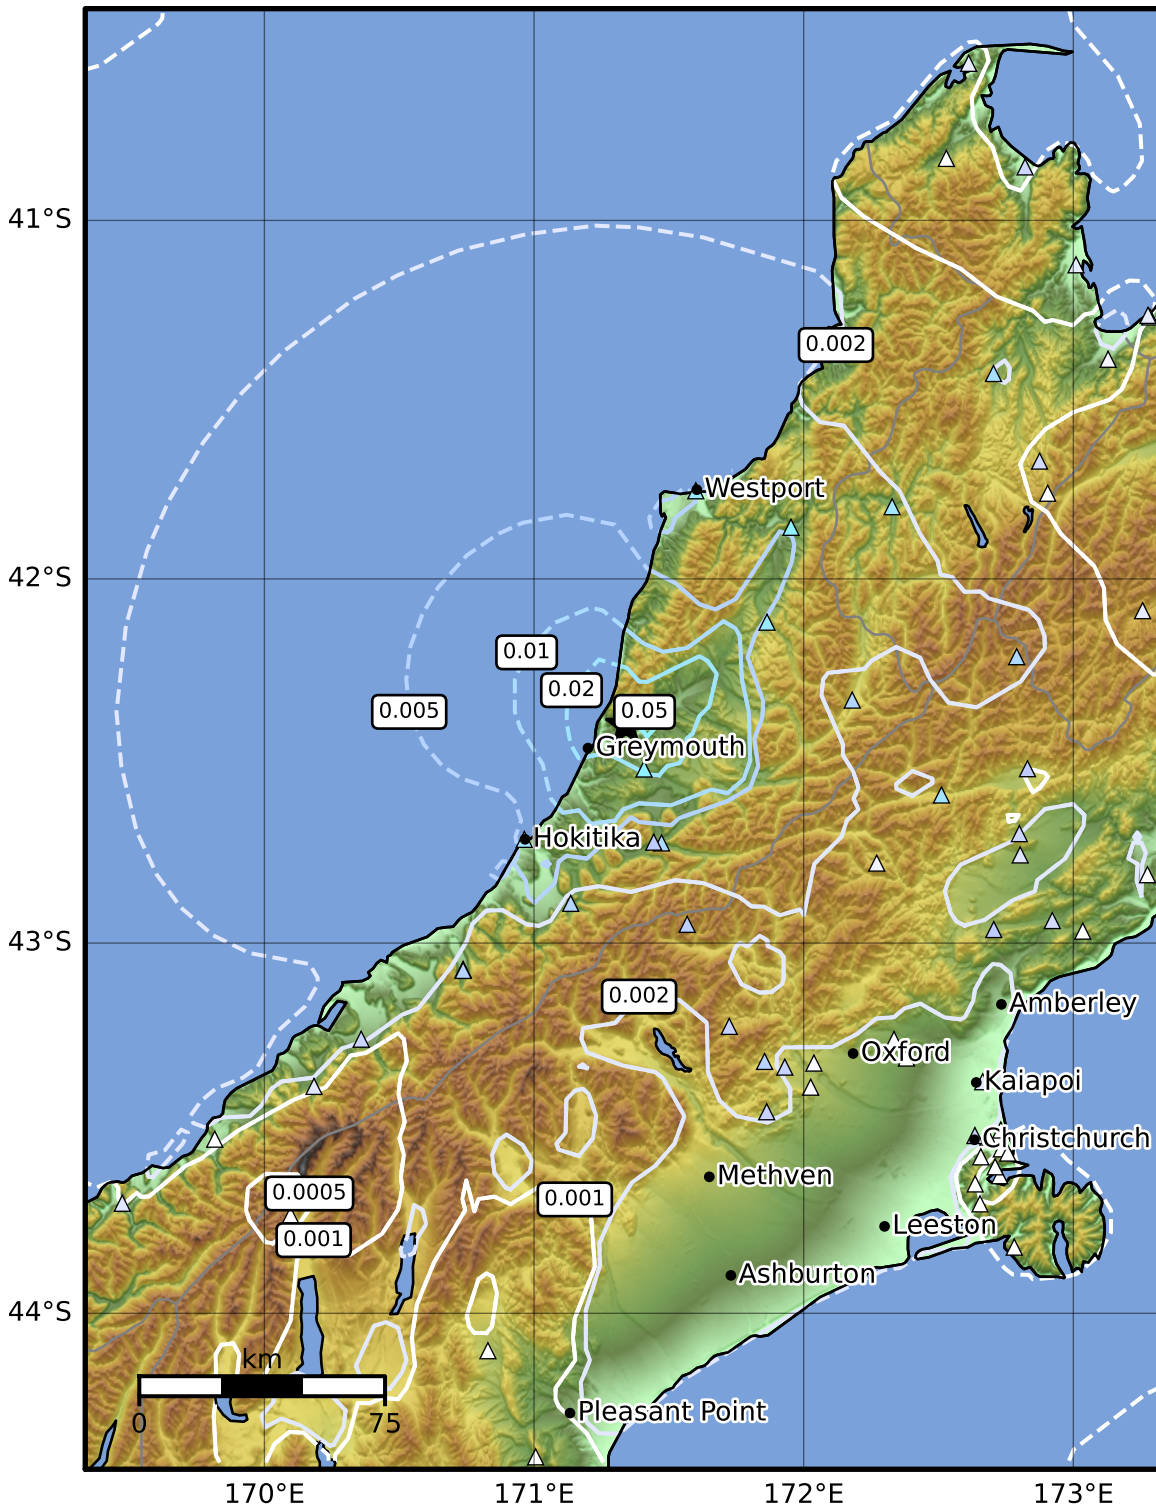 41°S
0.002
Westport
42°S
0.01
0.02
0.005
0.05
Greymouth
Hokitika
43°S
0.002
Amberley
Oxford
Kaiapoi
Christchurch
Methven
0.0005
0.001
Leeston
0.001
Ashburton
44°S
km
0
75
Pleasant Point
170°E
171°E
172°E
173°E